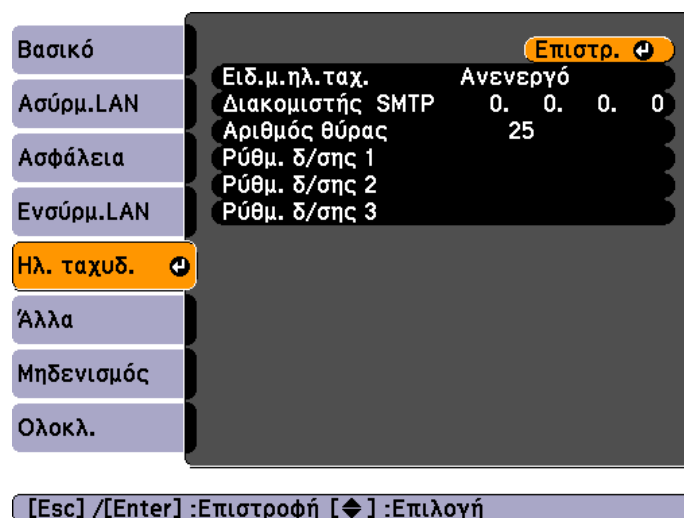 Βασικό
Ασύρμ.LAN
Ασφάλεια
Ενσύρμ.LAN
Ηλ. ταχυδ.
Άλλα
Μηδενισμός
Ολοκλ.
Επιστρ.
Ειδ.μ.ηλ.ταχ. Ανενεργό
Διακομιστής SMTP 0. 0. 0. 0
Αριθμός θύρας 25
Ρύθμ. δ/σης 1
Ρύθμ. δ/σης 2
Ρύθμ. δ/σης 3
[Esc] /[Enter] :Επιστροφή [◆] :Επιλογή